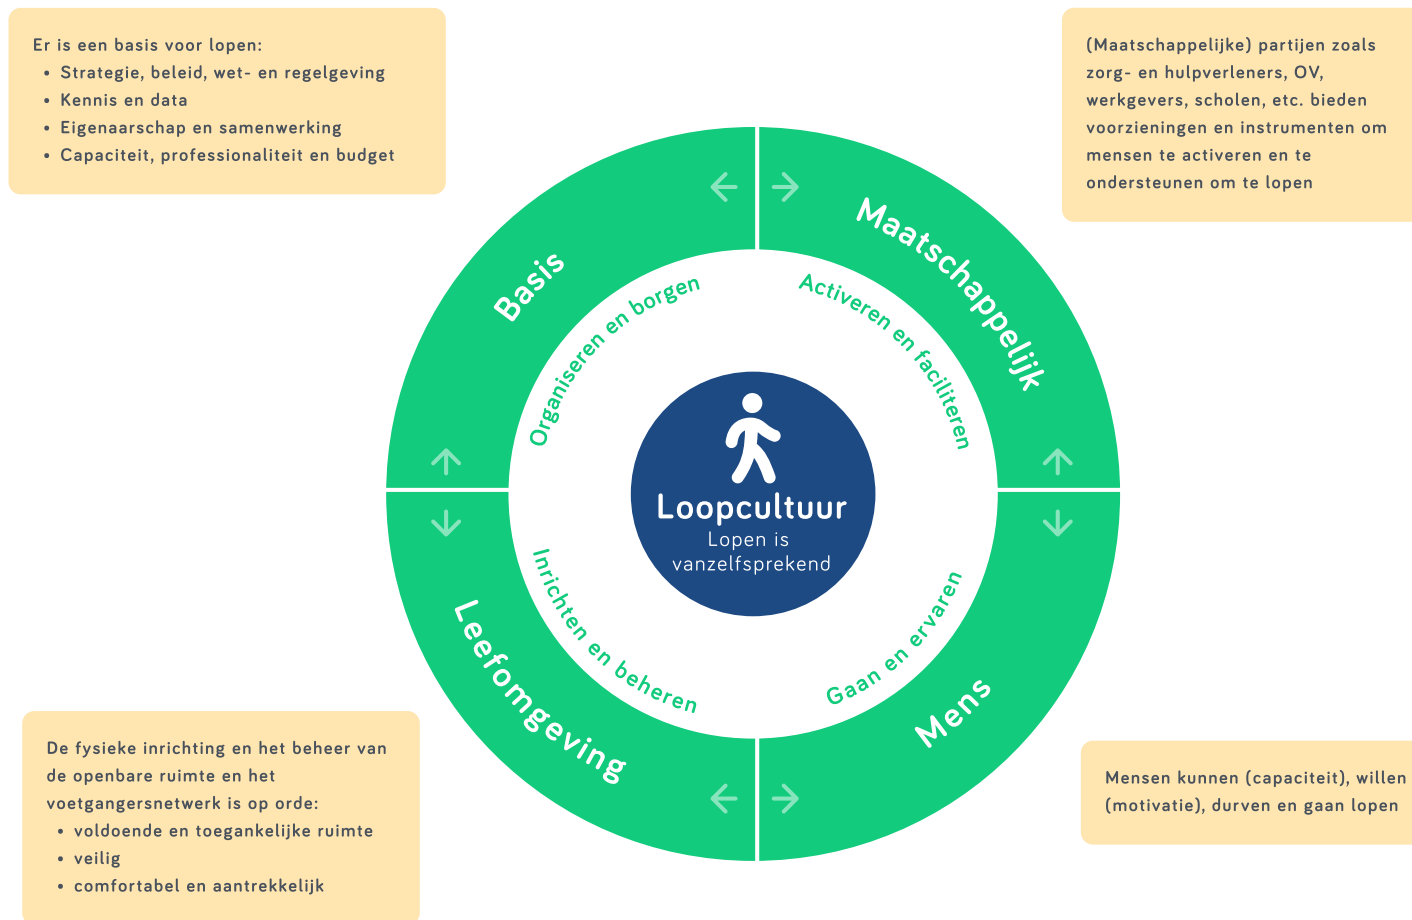 Er is een basis voor lopen:
• Strategie, beleid, wet- en regelgeving
• Kennis en data
• Eigenaarschap en samenwerking
• Capaciteit, professionaliteit en budget
(Maatschappelijke) partijen zoals
zorg- en hulpverleners, OV,
werkgevers, scholen, etc. bieden
voorzieningen en instrumenten om
mensen te activeren en te
ondersteunen om te lopen
Basis
Maatschappelijk
Organiseren en borgen
Activeren en faciliteren
Loopcultuur
Lopen is
vanzelfsprekend
Inrichten en beheren
Gaan en ervaren
Leefomgeving
Mens
De fysieke inrichting en het beheer van
de openbare ruimte en het
voetgangersnetwerk is op orde:
• voldoende en toegankelijke ruimte
• veilig
• comfortabel en aantrekkelijk
Mensen kunnen (capaciteit), willen
(motivatie), durven en gaan lopen